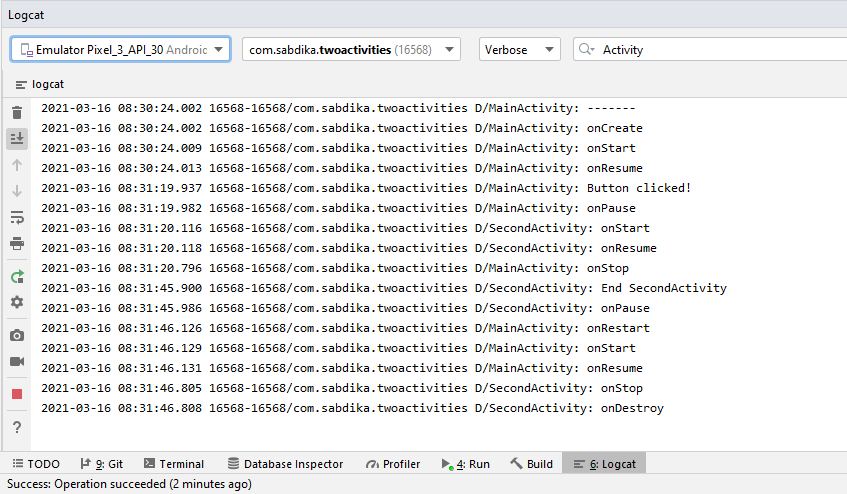 Logcat
Emulator Pixel_3_API_30 Android com.sabdika.twoactivities (16568) Verbose Activity
logcat
2021-03-16 08:30:24.002 16568-16568/com.sabdika.twoactivities D/MainActivity: -------
2021-03-16 08:30:24.002 16568-16568/com.sabdika.twoactivities D/MainActivity: onCreate
2021-03-16 08:30:24.009 16568-16568/com.sabdika.twoactivities D/MainActivity: onStart
2021-03-16 08:30:24.013 16568-16568/com.sabdika.twoactivities D/MainActivity: onResume
2021-03-16 08:31:19.937 16568-16568/com.sabdika.twoactivities D/MainActivity: Button clicked!
2021-03-16 08:31:19.982 16568-16568/com.sabdika.twoactivities D/MainActivity: onPause
2021-03-16 08:31:20.116 16568-16568/com.sabdika.twoactivities D/SecondActivity: onStart
2021-03-16 08:31:20.118 16568-16568/com.sabdika.twoactivities D/SecondActivity: onResume
2021-03-16 08:31:20.796 16568-16568/com.sabdika.twoactivities D/MainActivity: onStop
2021-03-16 08:31:45.900 16568-16568/com.sabdika.twoactivities D/SecondActivity: End SecondActivity
2021-03-16 08:31:45.986 16568-16568/com.sabdika.twoactivities D/SecondActivity: onPause
2021-03-16 08:31:46.126 16568-16568/com.sabdika.twoactivities D/MainActivity: onRestart
2021-03-16 08:31:46.129 16568-16568/com.sabdika.twoactivities D/MainActivity: onStart
2021-03-16 08:31:46.131 16568-16568/com.sabdika.twoactivities D/MainActivity: onResume
2021-03-16 08:31:46.805 16568-16568/com.sabdika.twoactivities D/SecondActivity: onStop
2021-03-16 08:31:46.808 16568-16568/com.sabdika.twoactivities D/SecondActivity: onDestroy
TODO 9: Git Terminal Database Inspector Profiler 4: Run Build 6: Logcat
Success: Operation succeeded (2 minutes ago)